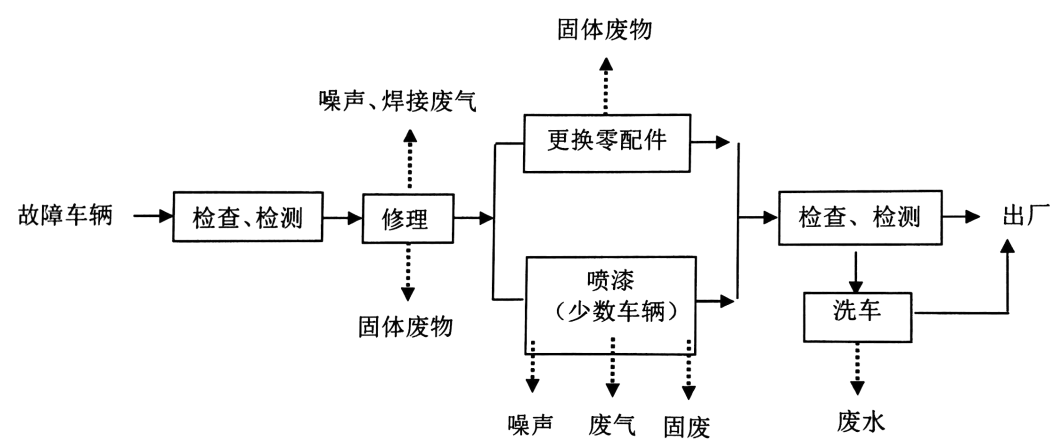 固体废物
噪声、焊接废气
更换零配件
故障车辆
检查、检测
修理
检查、检测
出厂
喷漆
（少数车辆）
洗车
固体废物
噪声
废气
固废
废水